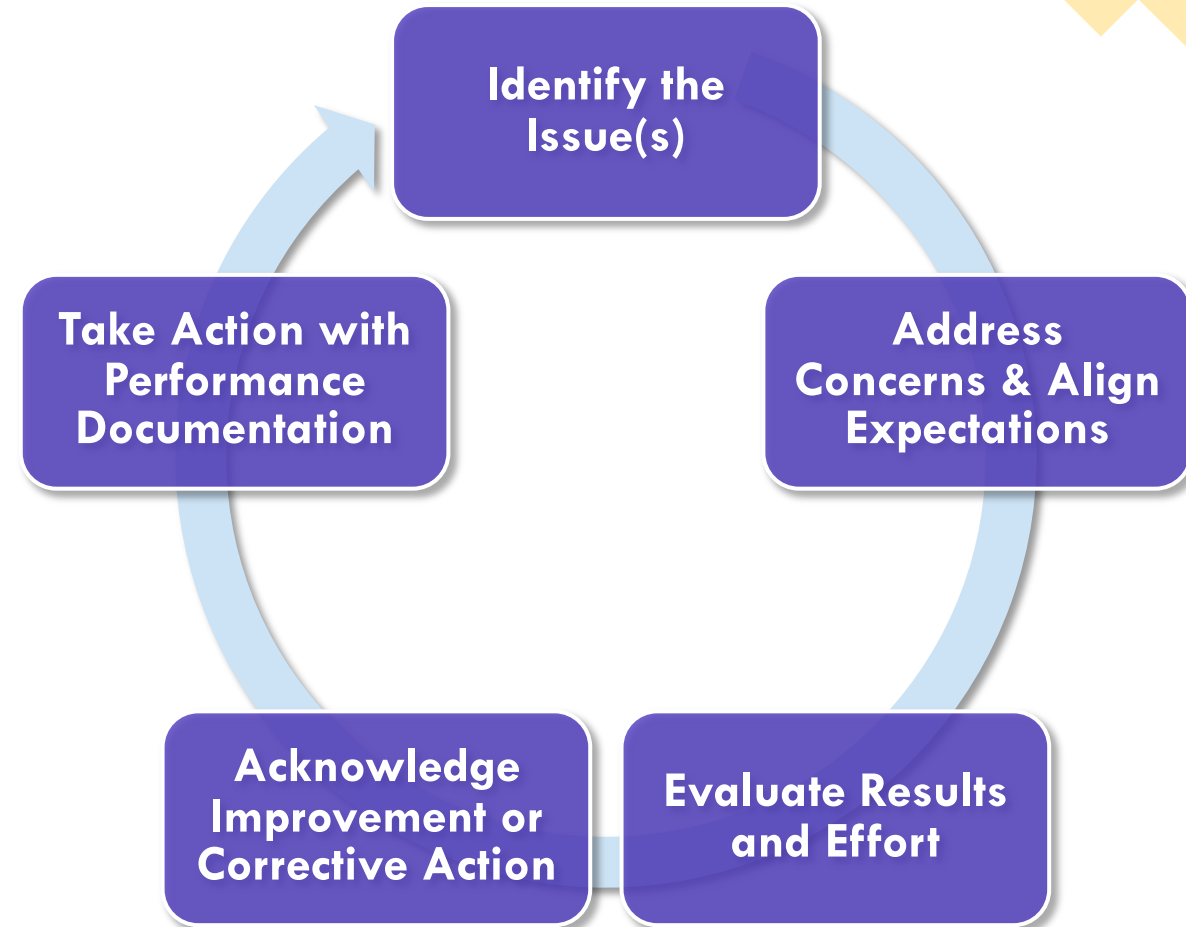 Identify the
Issue(s)
Address
Concerns & Align
Expectations
Evaluate Results
and Effort
Acknowledge
Improvement or
Corrective Action
Take Action with
Performance
Documentation